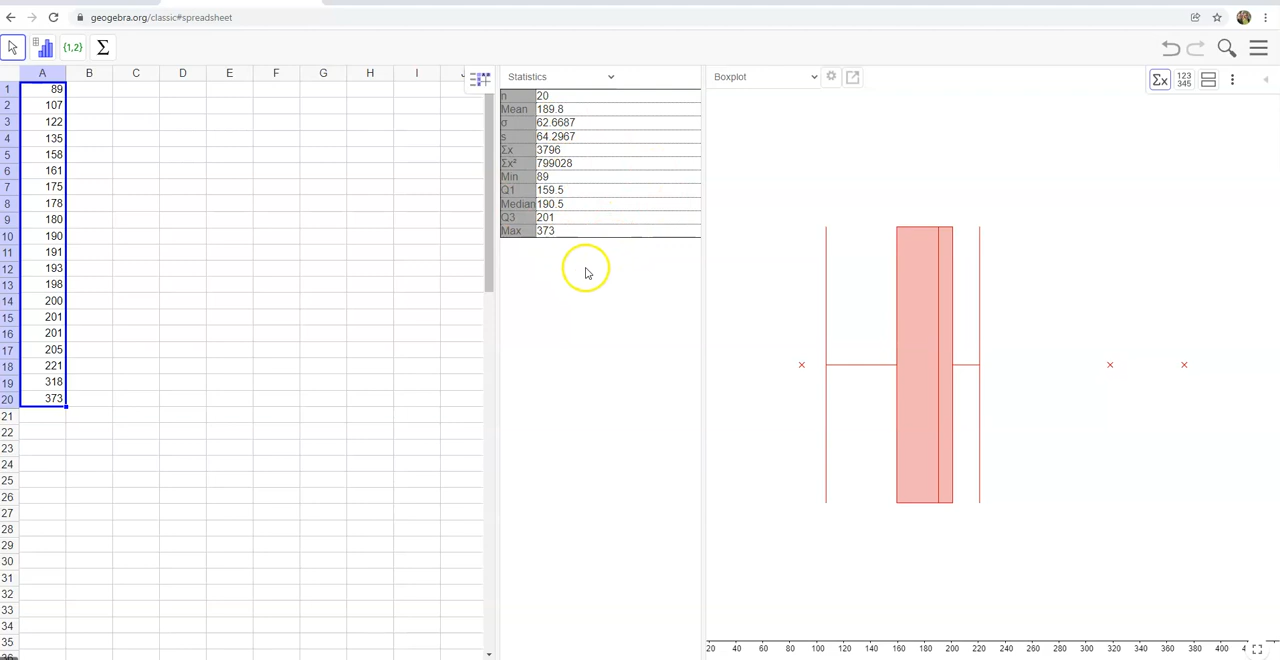 geogebra.org/classic#spreadsheet
{1,2} Σ
A B C D E F G H I
Statistics
Boxplot
Σx 123 345
1 89
2 107
3 122
4 135
5 158
6 161
7 175
8 178
9 180
10 190
11 191
12 193
13 198
14 200
15 201
16 201
17 205
18 221
19 318
20 373
21
22
23
24
25
26
27
28
29
30
31
32
33
34
35
n 20
Mean 189.8
σ 62.6687
s 64.2967
Σx 3796
Σx² 799028
Min 89
Q1 159.5
Median 190.5
Q3 201
Max 373
20 40 60 80 100 120 140 160 180 200 220 240 260 280 300 320 340 360 380 400